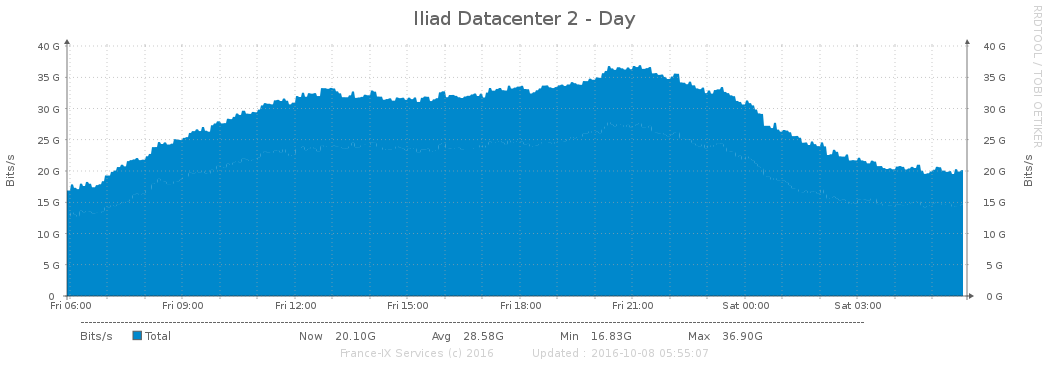 Iliad Datacenter 2 - Day
RRDTOOL / TOBI OETIKER
Bits/s
40 G 40 G
35 G 35 G
30 G 30 G
25 G 25 G
20 G 20 G
15 G 15 G
10 G 10 G
5 G 5 G
0 0 G
Bits/s
Fri 06:00 Fri 09:00 Fri 12:00 Fri 15:00 Fri 18:00 Fri 21:00 Sat 00:00 Sat 03:00
Bits/s Total Now 20.10G Avg 28.58G Min 16.83G Max 36.90G
France-IX Services (c) 2016 Updated : 2016-10-08 05:55:07